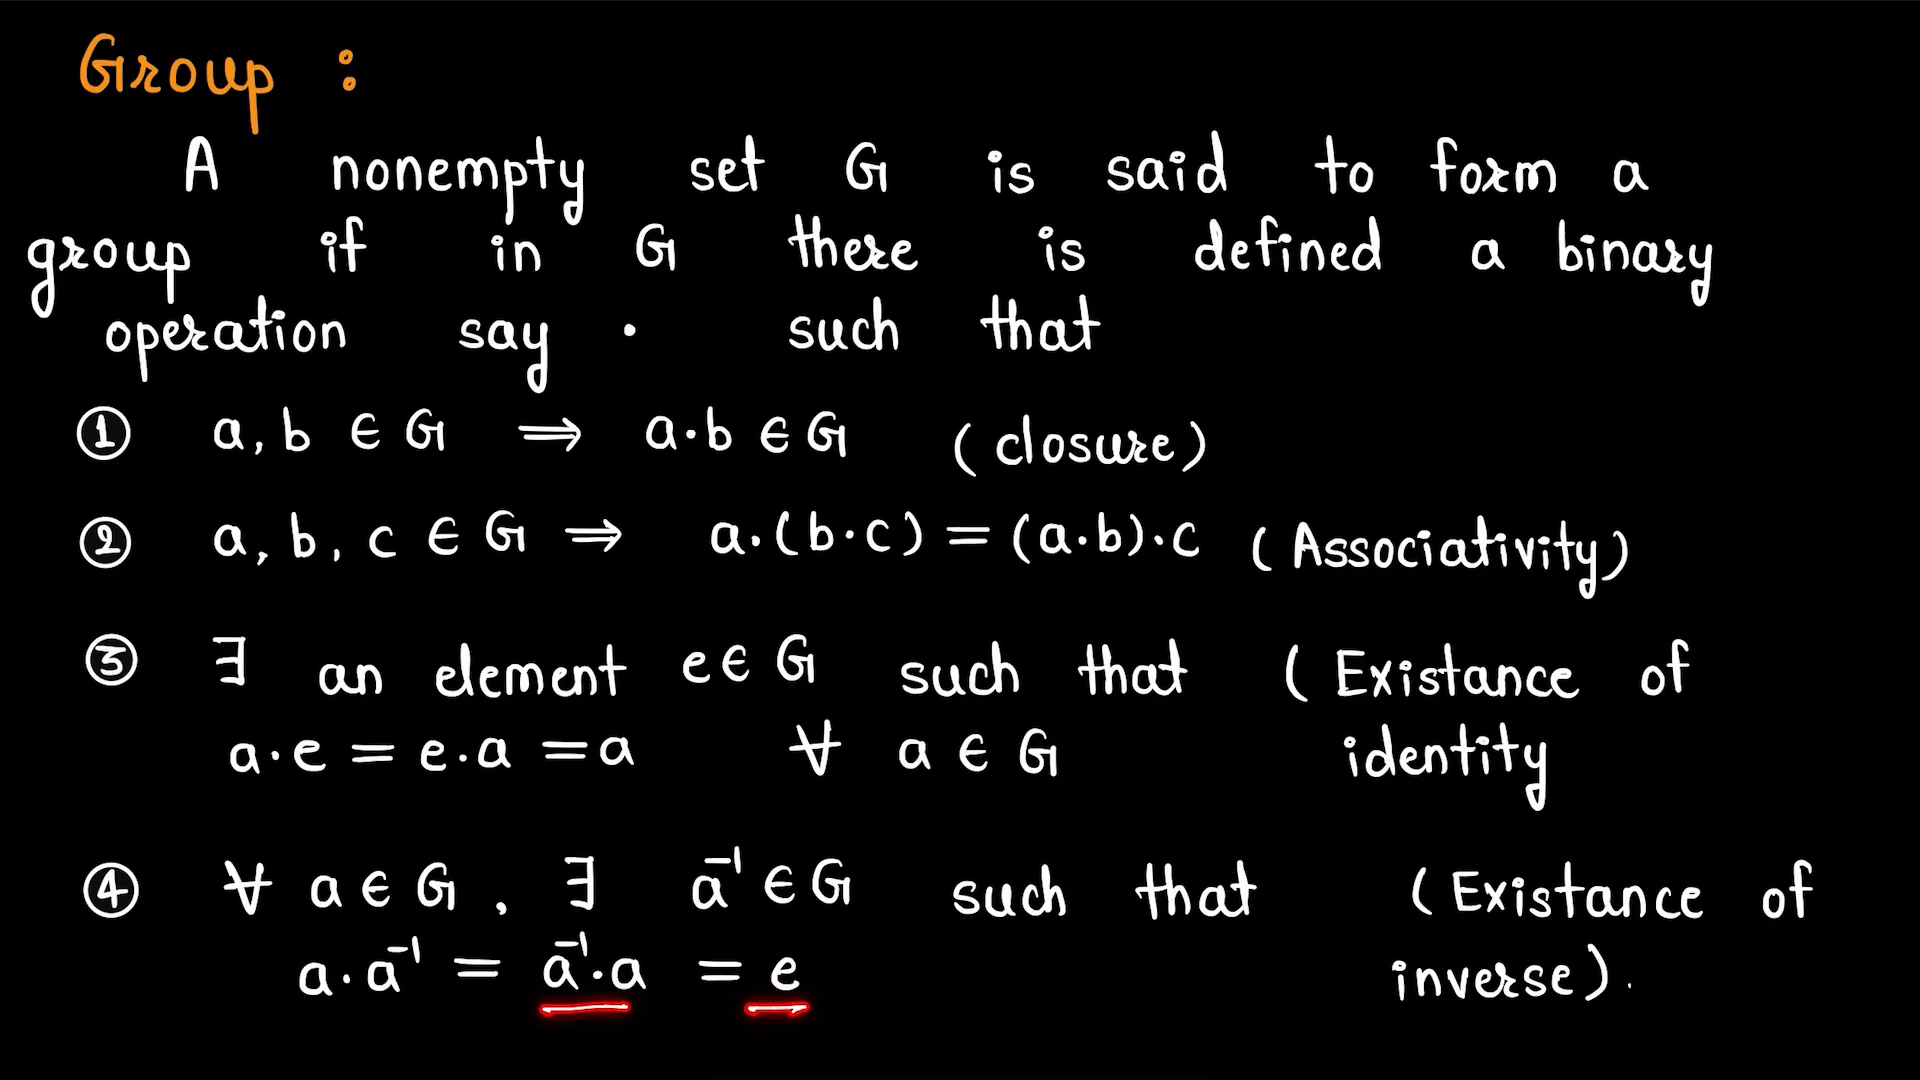 Group :
A nonempty set G is said to form a
group if in G there is defined a binary
operation say · such that
① a, b ∈ G ⟹ a·b ∈ G (closure)
② a, b, c ∈ G ⟹ a·(b·c) = (a·b)·c (Associativity)
③ ∃ an element e ∈ G such that (Existance of
a·e = e·a = a ∀ a ∈ G identity
④ ∀ a ∈ G, ∃ a⁻¹ ∈ G such that (Existance of
a·a⁻¹ = a⁻¹·a = e inverse).